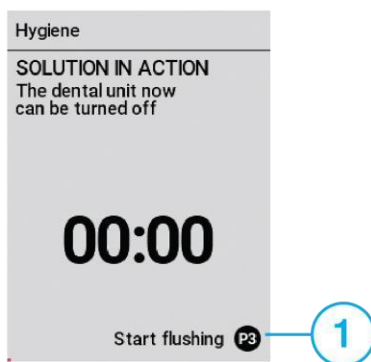 Hygiene
SOLUTION IN ACTION
The dental unit now
can be turned off
00:00
Start flushing P3
1